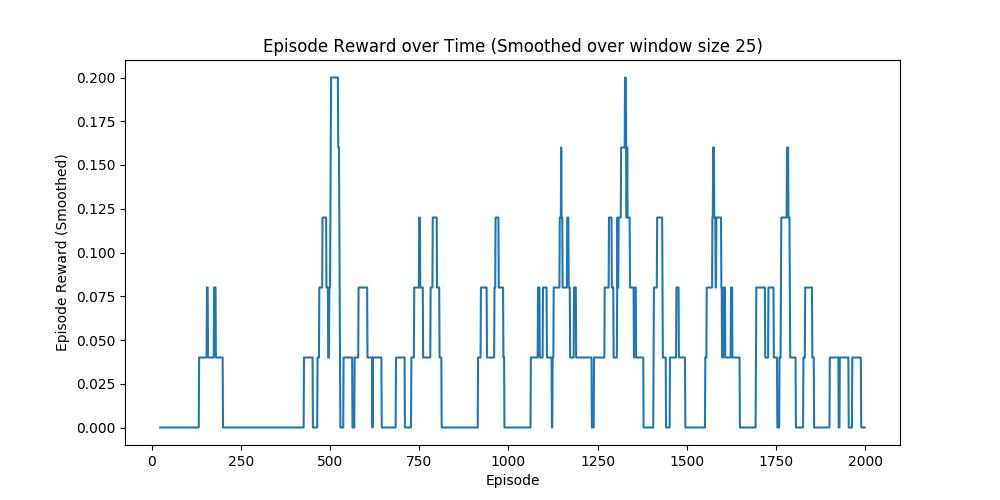 Episode Reward over Time (Smoothed over window size 25)
Episode Reward (Smoothed)
0.200
0.175
0.150
0.125
0.100
0.075
0.050
0.025
0.000
0 250 500 750 1000 1250 1500 1750 2000
Episode